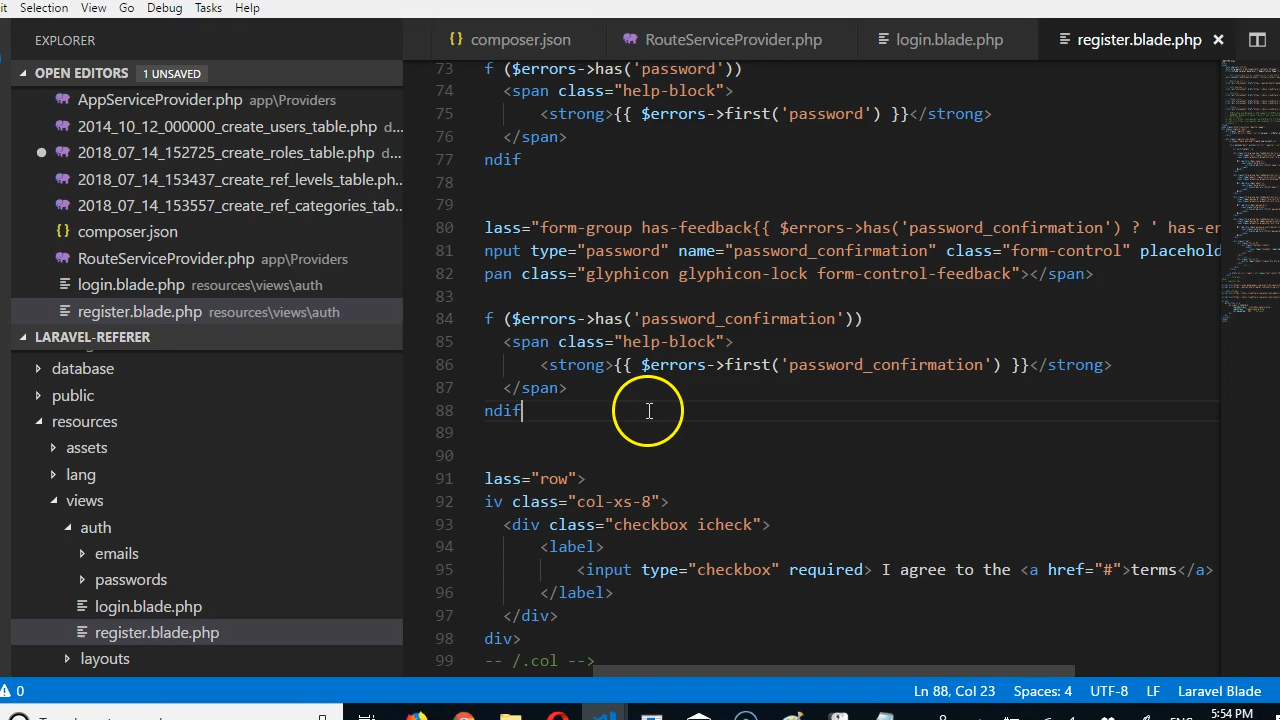 it Selection View Go Debug Tasks Help
EXPLORER
OPEN EDITORS 1 UNSAVED
AppServiceProvider.php app\Providers
2014_10_12_000000_create_users_table.php d...
2018_07_14_152725_create_roles_table.php d...
2018_07_14_153437_create_ref_levels_table.ph...
2018_07_14_153557_create_ref_categories_tab...
composer.json
RouteServiceProvider.php app\Providers
login.blade.php resources\views\auth
register.blade.php resources\views\auth
LARAVEL-REFERER
database
public
resources
assets
lang
views
auth
emails
passwords
login.blade.php
register.blade.php
layouts
{} composer.json RouteServiceProvider.php login.blade.php register.blade.php ×
73 f ($errors->has('password'))
74 <span class="help-block">
75 <strong>{{ $errors->first('password') }}</strong>
76 </span>
77 ndif
78
79
80 lass="form-group has-feedback{{ $errors->has('password_confirmation') ? ' has-er
81 nput type="password" name="password_confirmation" class="form-control" placehold
82 pan class="glyphicon glyphicon-lock form-control-feedback"></span>
83
84 f ($errors->has('password_confirmation'))
85 <span class="help-block">
86 <strong>{{ $errors->first('password_confirmation') }}</strong>
87 </span>
88 ndif
89
90
91 lass="row">
92 iv class="col-xs-8">
93 <div class="checkbox icheck">
94 <label>
95 <input type="checkbox" required> I agree to the <a href="#">terms</a>
96 </label>
97 </div>
98 div>
99 -- /.col -->
0 Ln 88, Col 23 Spaces: 4 UTF-8 LF Laravel Blade
5:54 PM